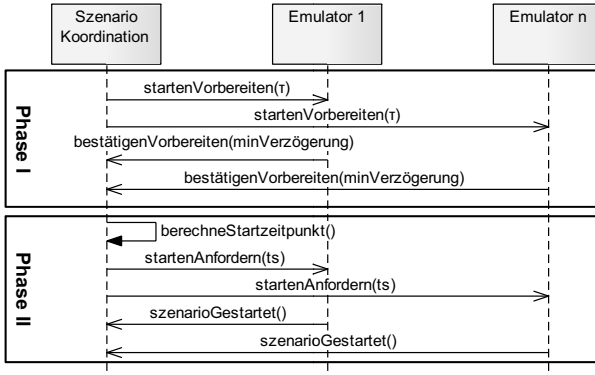 Szenario
Koordination
Emulator 1
Emulator n
Phase I
startenVorbereiten(τ)
startenVorbereiten(τ)
bestätigenVorbereiten(minVerzögerung)
bestätigenVorbereiten(minVerzögerung)
Phase II
berechneStartzeitpunkt()
startenAnfordern(ts)
startenAnfordern(ts)
szenarioGestartet()
szenarioGestartet()